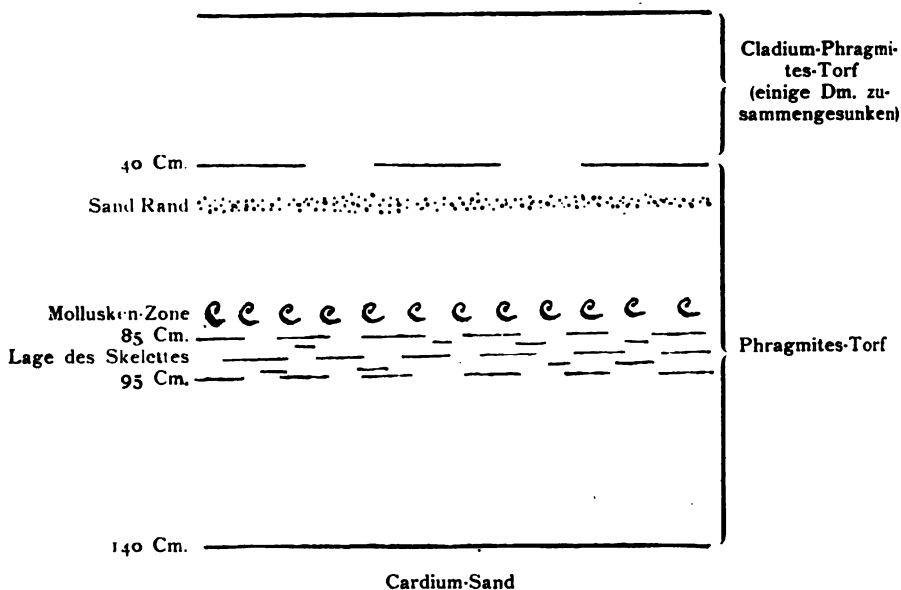 Cladium-Phragmi-
tes-Torf
(einige Dm. zu-
sammengesunken)
40 Cm.
Sand Rand
Mollusken-Zone
85 Cm.
Lage des Skelettes
95 Cm.
Phragmites-Torf
140 Cm.
Cardium-Sand